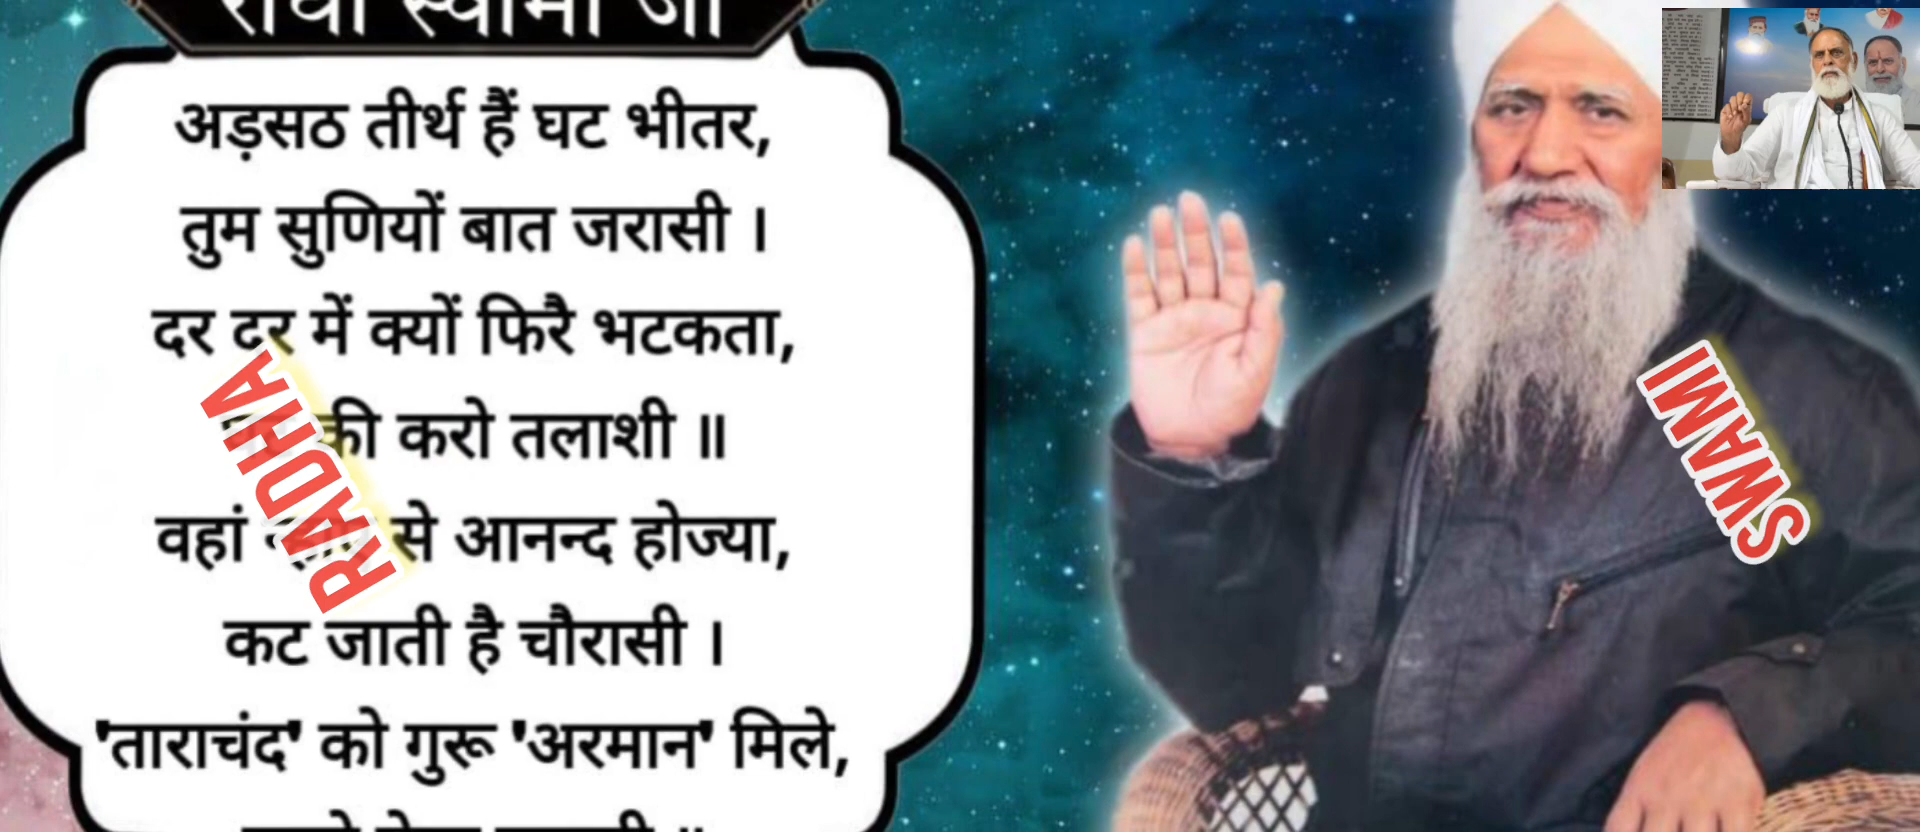 राधा स्वामी जी
अड़सठ तीर्थ हैं घट भीतर,
तुम सुणियों बात जरासी ।
दर दर में क्यों फिरै भटकता,
की करो तलाशी ॥
वहां से आनन्द होज्या,
कट जाती है चौरासी ।
'ताराचंद' को गुरू 'अरमान' मिले,
RADHA
SWAMI